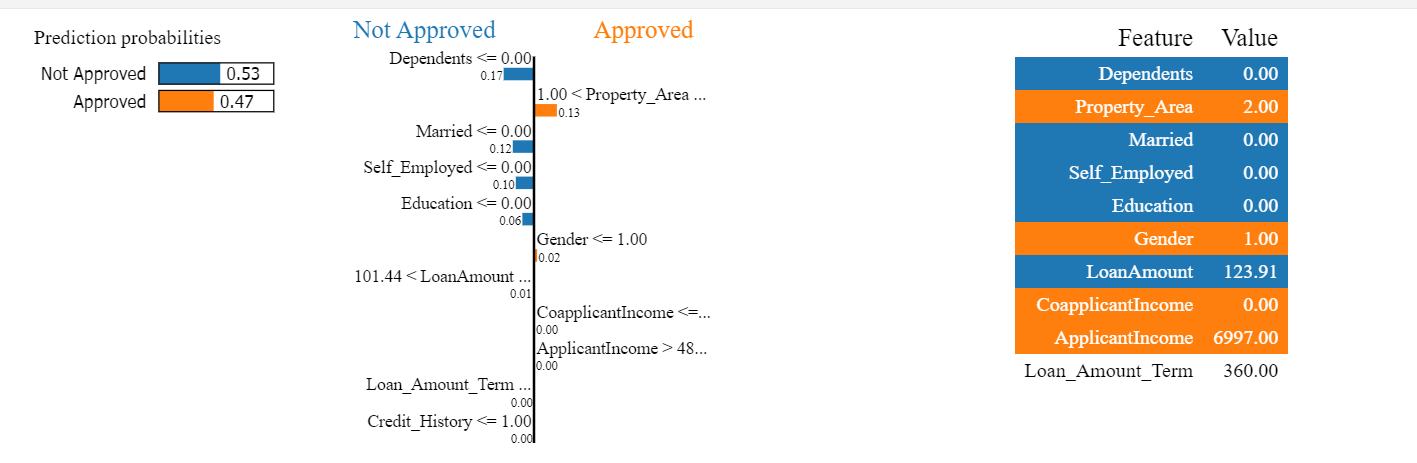 Prediction probabilities
Not Approved 0.53
Approved 0.47
Not Approved Approved
Dependents <= 0.00
0.17
1.00 < Property_Area ...
0.13
Married <= 0.00
0.12
Self_Employed <= 0.00
0.10
Education <= 0.00
0.06
Gender <= 1.00
0.02
101.44 < LoanAmount ...
0.01
CoapplicantIncome <=...
0.00
ApplicantIncome > 48...
0.00
Loan_Amount_Term ...
0.00
Credit_History <= 1.00
0.00
Feature Value
Dependents 0.00
Property_Area 2.00
Married 0.00
Self_Employed 0.00
Education 0.00
Gender 1.00
LoanAmount 123.91
CoapplicantIncome 0.00
ApplicantIncome 6997.00
Loan_Amount_Term 360.00